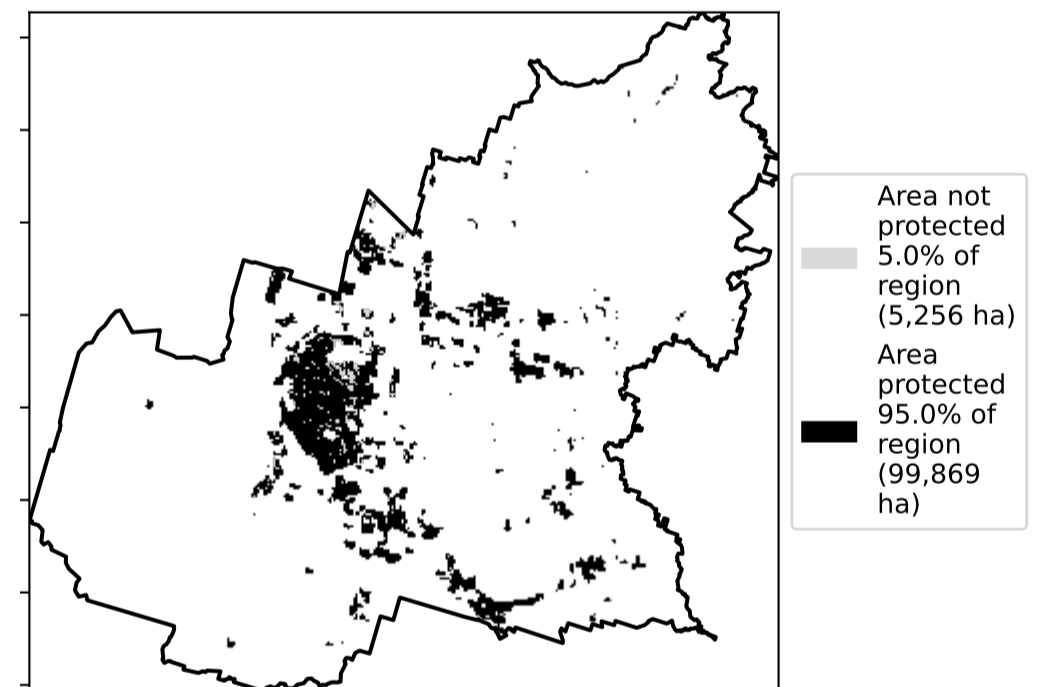 Area not
protected
5.0% of
region
(5,256 ha)
Area
protected
95.0% of
region
(99,869
ha)